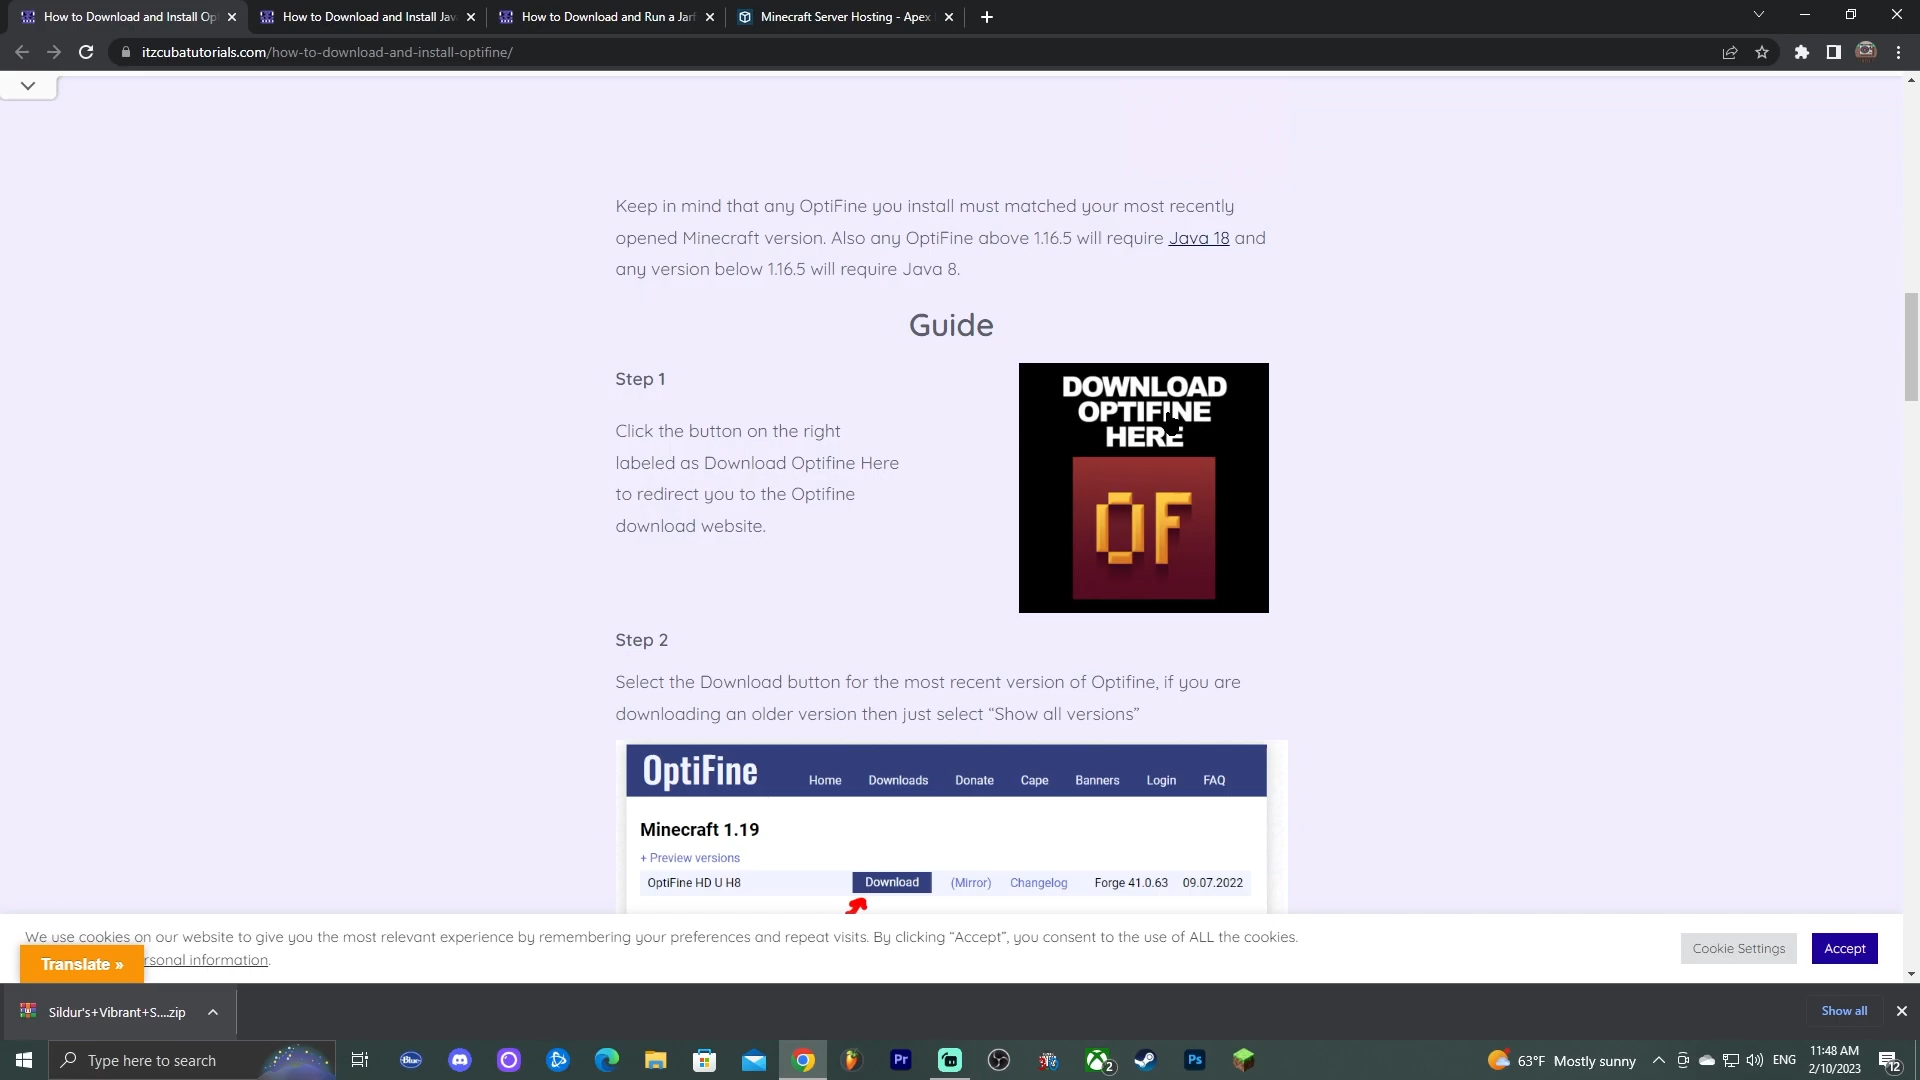 How to Download and Install Op
How to Download and Install Jav
How to Download and Run a Jarf
Minecraft Server Hosting - Apex
itzcubatutorials.com/how-to-download-and-install-optifine/
Keep in mind that any OptiFine you install must matched your most recently
opened Minecraft version. Also any OptiFine above 1.16.5 will require Java 18 and
any version below 1.16.5 will require Java 8.
Guide
Step 1
Click the button on the right
labeled as Download Optifine Here
to redirect you to the Optifine
download website.
DOWNLOAD
OPTIFINE
HERE
OF
Step 2
Select the Download button for the most recent version of Optifine, if you are
downloading an older version then just select “Show all versions”
OptiFine
Home Downloads Donate Cape Banners Login FAQ
Minecraft 1.19
+ Preview versions
OptiFine HD U H8 Download (Mirror) Changelog Forge 41.0.63 09.07.2022
We use cookies on our website to give you the most relevant experience by remembering your preferences and repeat visits. By clicking “Accept”, you consent to the use of ALL the cookies.
rsonal information.
Translate »
Cookie Settings
Accept
Sildur's+Vibrant+S....zip
Show all
Type here to search
Blue
Pr
2
Ps
63°F Mostly sunny
ENG
11:48 AM
2/10/2023
12